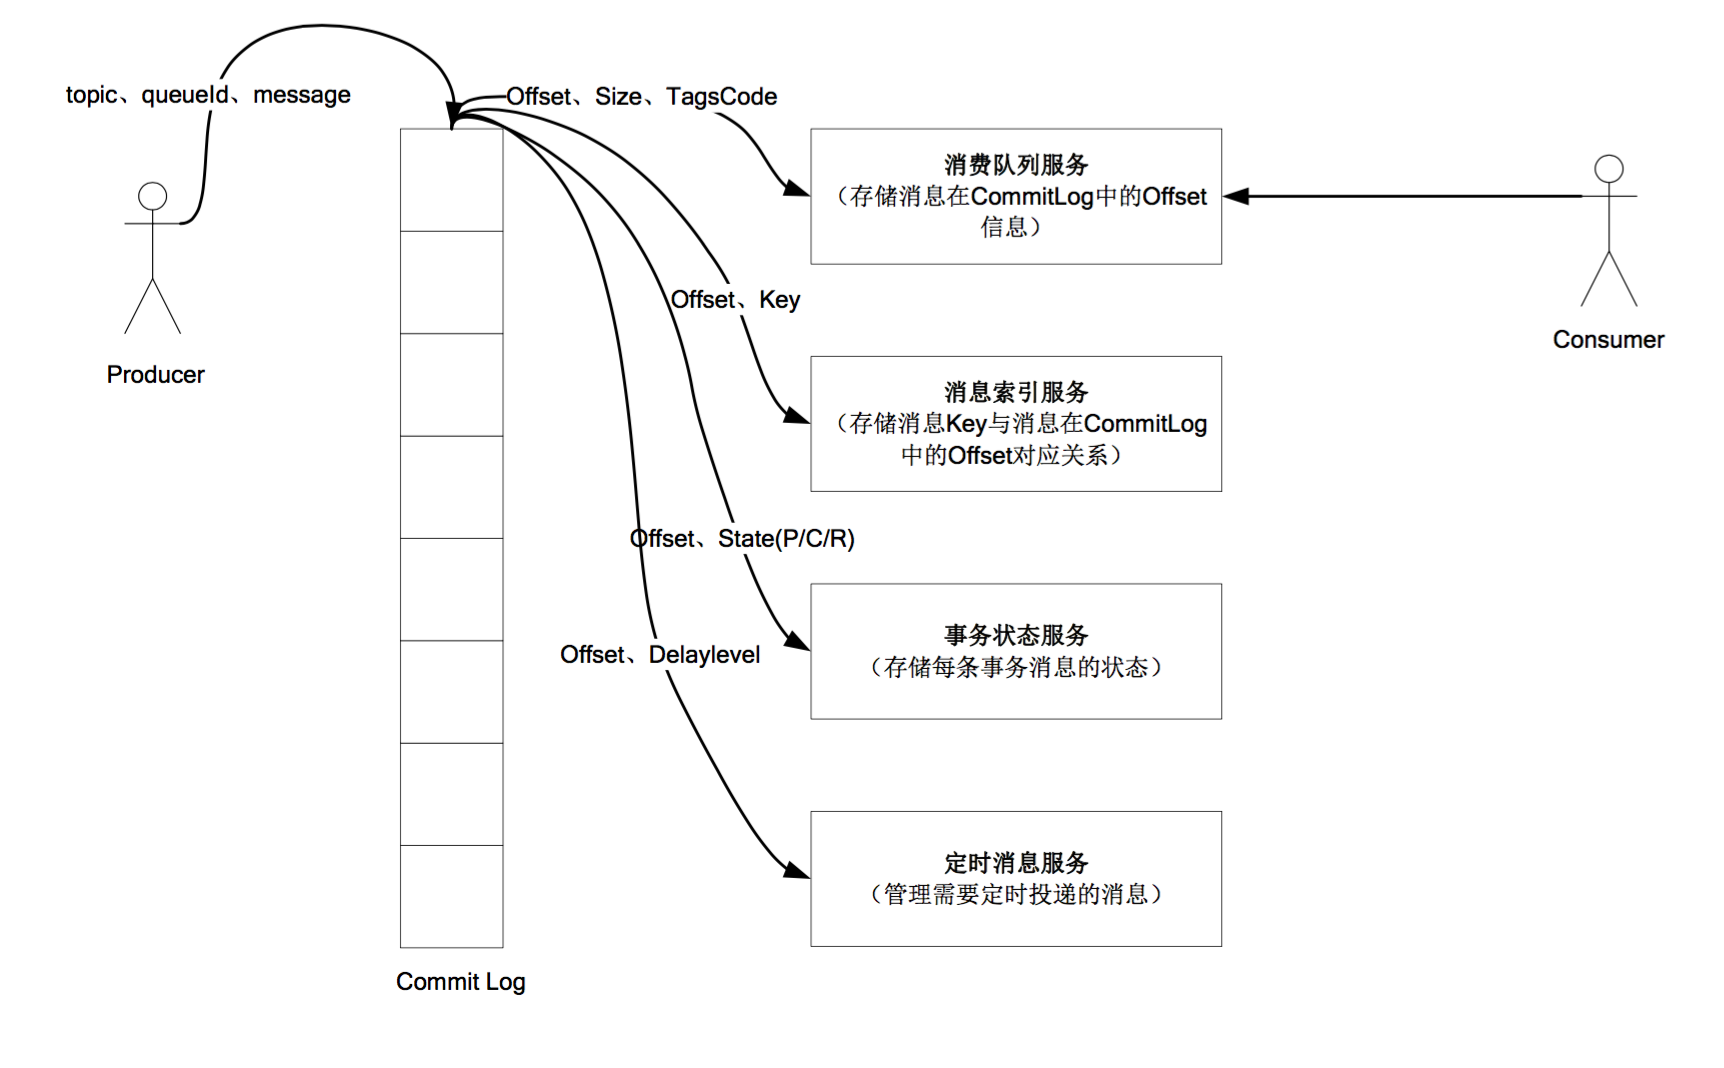 topic、queueId、message
Offset、Size、TagsCode
消费队列服务
（存储消息在CommitLog中的Offset
信息）
Producer
Consumer
Offset、Key
消息索引服务
（存储消息Key与消息在CommitLog
中的Offset对应关系）
Offset、State(P/C/R)
事务状态服务
（存储每条事务消息的状态）
Offset、Delaylevel
定时消息服务
（管理需要定时投递的消息）
Commit Log